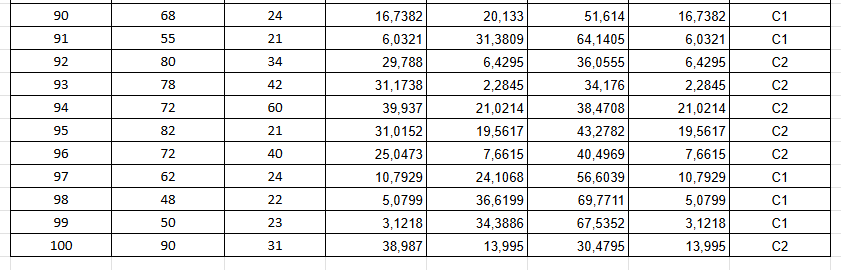 90 68 24 16,7382 20,133 51,614 16,7382 C1
91 55 21 6,0321 31,3809 64,1405 6,0321 C1
92 80 34 29,788 6,4295 36,0555 6,4295 C2
93 78 42 31,1738 2,2845 34,176 2,2845 C2
94 72 60 39,937 21,0214 38,4708 21,0214 C2
95 82 21 31,0152 19,5617 43,2782 19,5617 C2
96 72 40 25,0473 7,6615 40,4969 7,6615 C2
97 62 24 10,7929 24,1068 56,6039 10,7929 C1
98 48 22 5,0799 36,6199 69,7711 5,0799 C1
99 50 23 3,1218 34,3886 67,5352 3,1218 C1
100 90 31 38,987 13,995 30,4795 13,995 C2